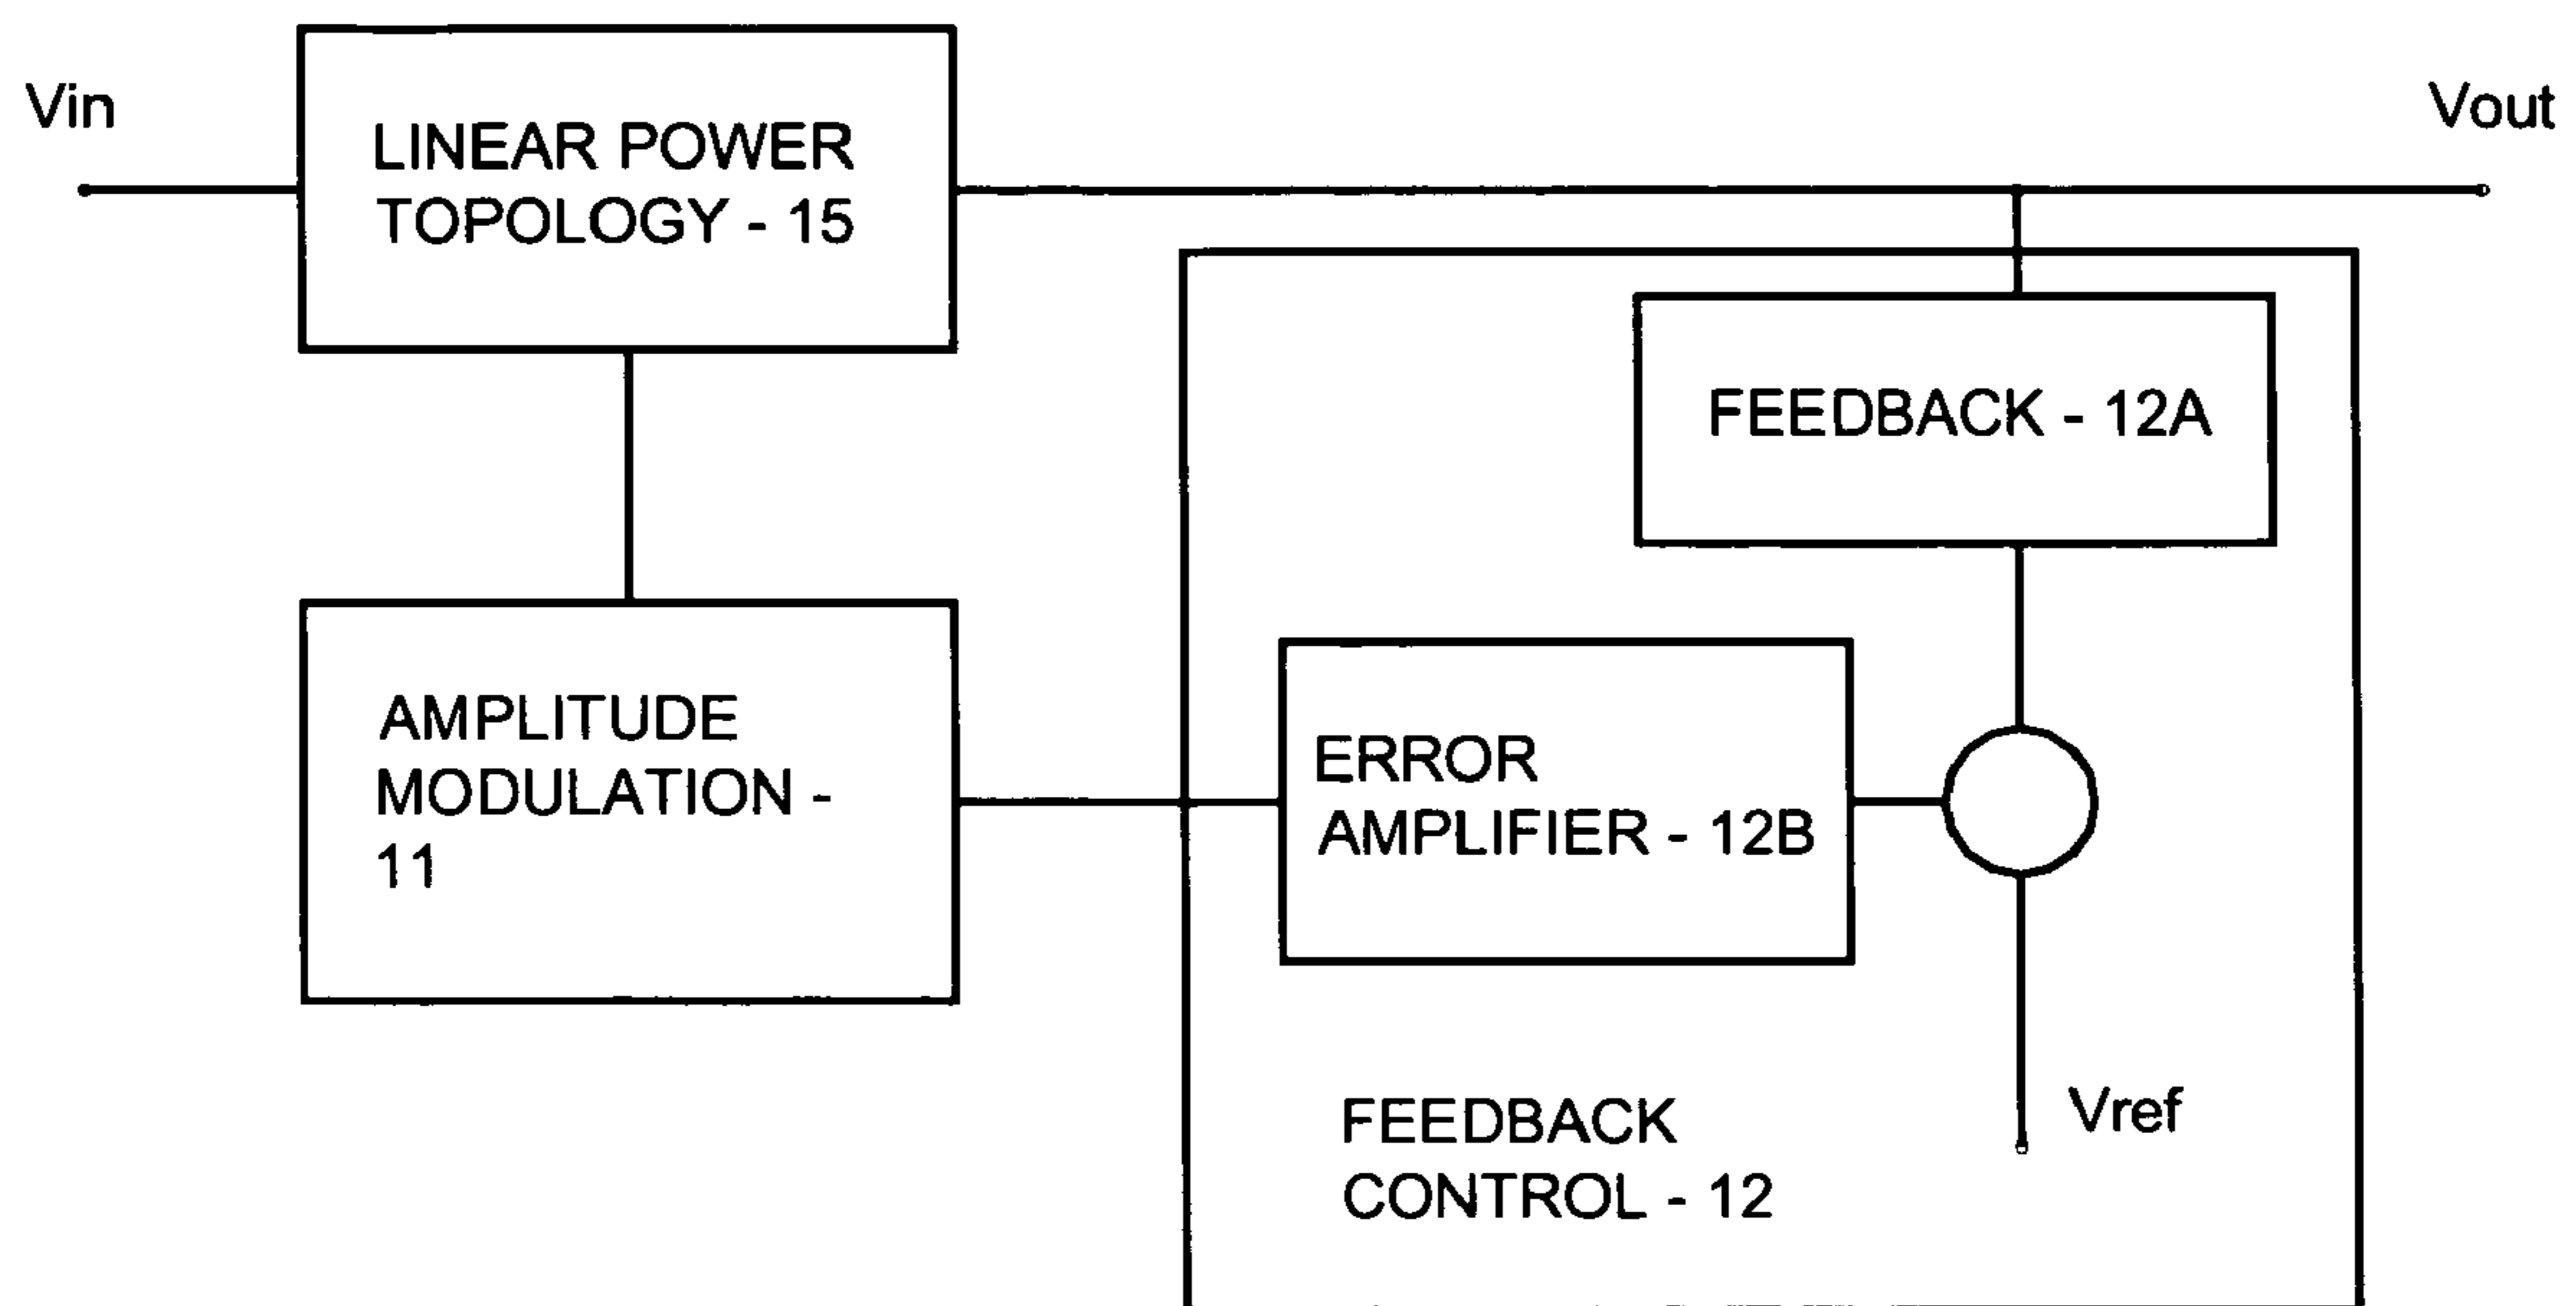 Vin
LINEAR POWER
TOPOLOGY - 15
Vout
FEEDBACK - 12A
AMPLITUDE
MODULATION -
11
ERROR
AMPLIFIER - 12B
Vref
FEEDBACK
CONTROL - 12